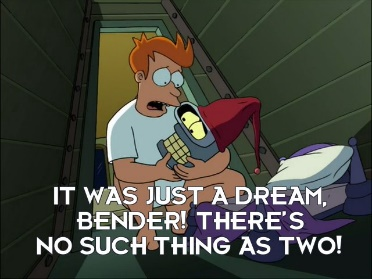 IT WAS JUST A DREAM,
BENDER! THERE'S
NO SUCH THING AS TWO!